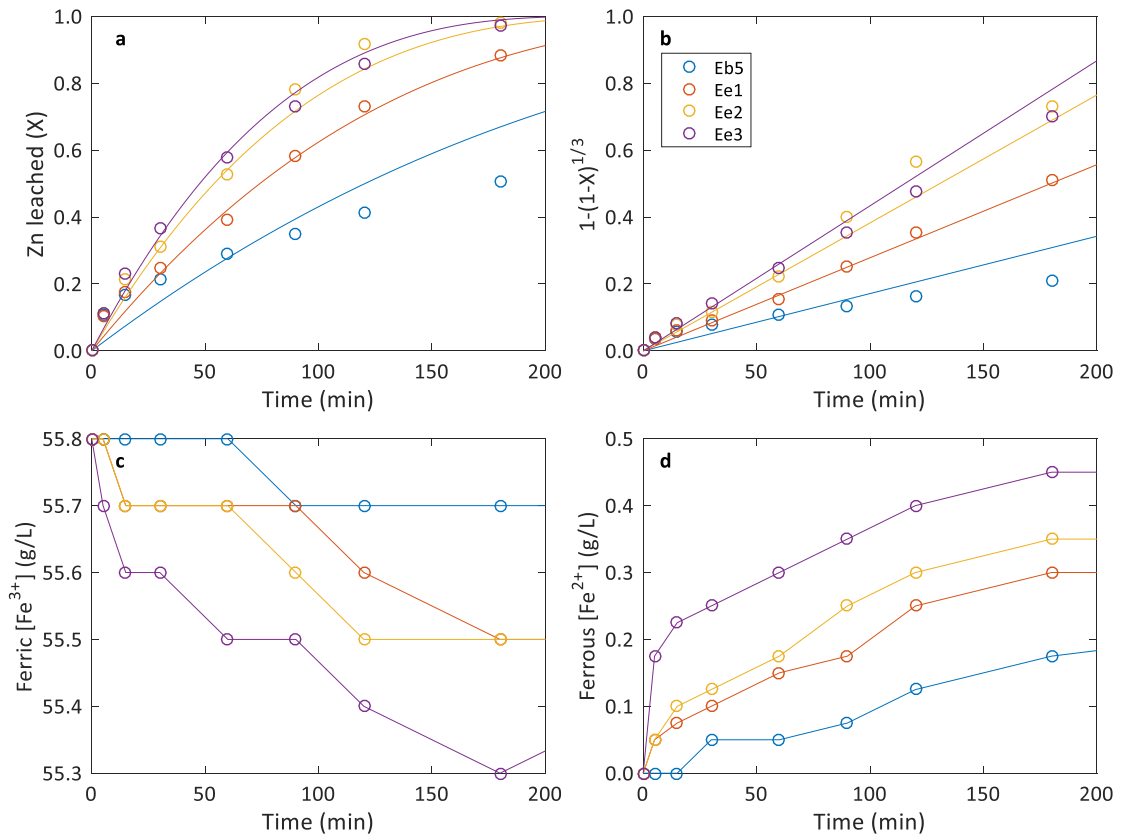 1.0
0.8
0.6
0.4
0.2
0.0
Zn leached (X)
a
0 50 100 150 200
Time (min)
1.0
0.8
0.6
0.4
0.2
0.0
1-(1-X)^{1/3}
b
Eb5
Ee1
Ee2
Ee3
0 50 100 150 200
Time (min)
55.8
55.7
55.6
55.5
55.4
55.3
Ferric [Fe³⁺] (g/L)
c
0 50 100 150 200
Time (min)
0.5
0.4
0.3
0.2
0.1
0.0
Ferrous [Fe²⁺] (g/L)
d
0 50 100 150 200
Time (min)